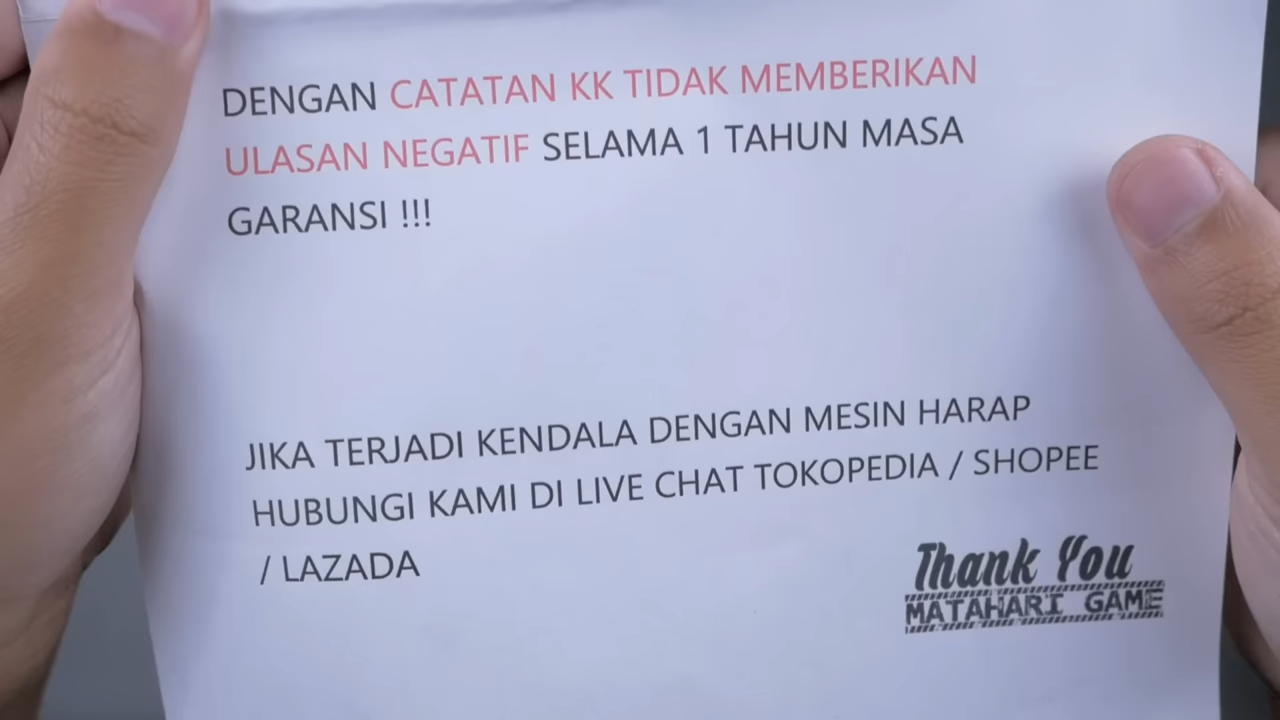 DENGAN CATATAN KK TIDAK MEMBERIKAN
ULASAN NEGATIF SELAMA 1 TAHUN MASA
GARANSI !!!
JIKA TERJADI KENDALA DENGAN MESIN HARAP
HUBUNGI KAMI DI LIVE CHAT TOKOPEDIA / SHOPEE
/ LAZADA
Thank You
MATAHARI GAME